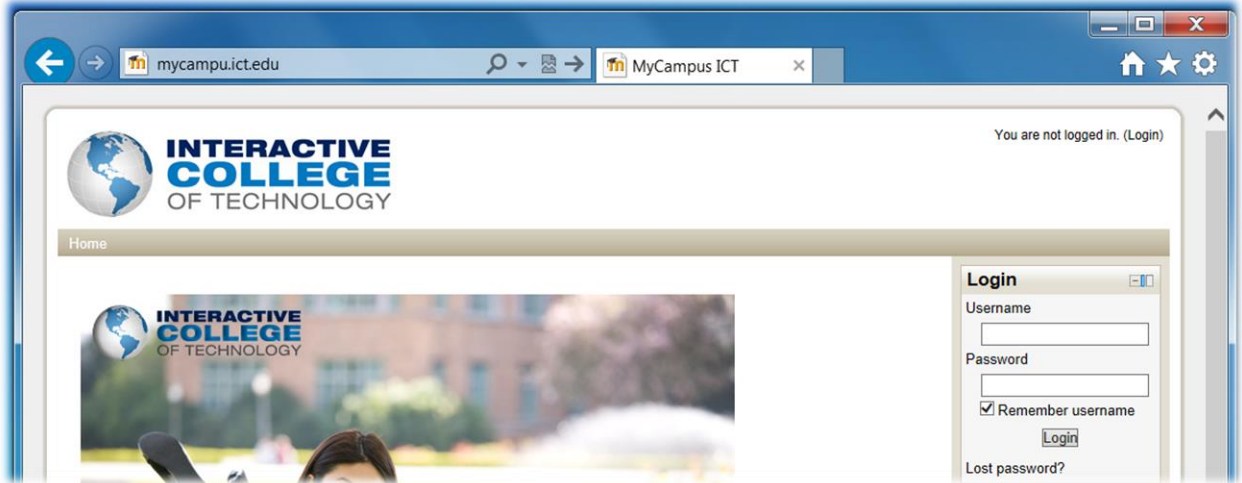 mycampu.ict.edu
MyCampus ICT
INTERACTIVE
COLLEGE
OF TECHNOLOGY
You are not logged in. (Login)
Home
INTERACTIVE
COLLEGE
OF TECHNOLOGY
Login
Username
Password
Remember username
Login
Lost password?